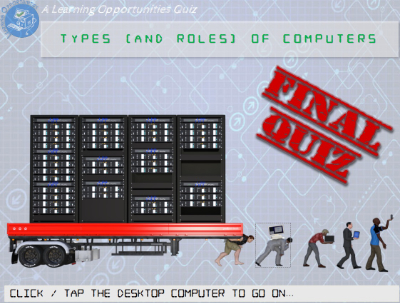 A Learning Opportunities Quiz
TYPES (AND ROLES) OF COMPUTERS
FINAL
QUIZ
CLICK / TAP THE DESKTOP COMPUTER TO GO ON...